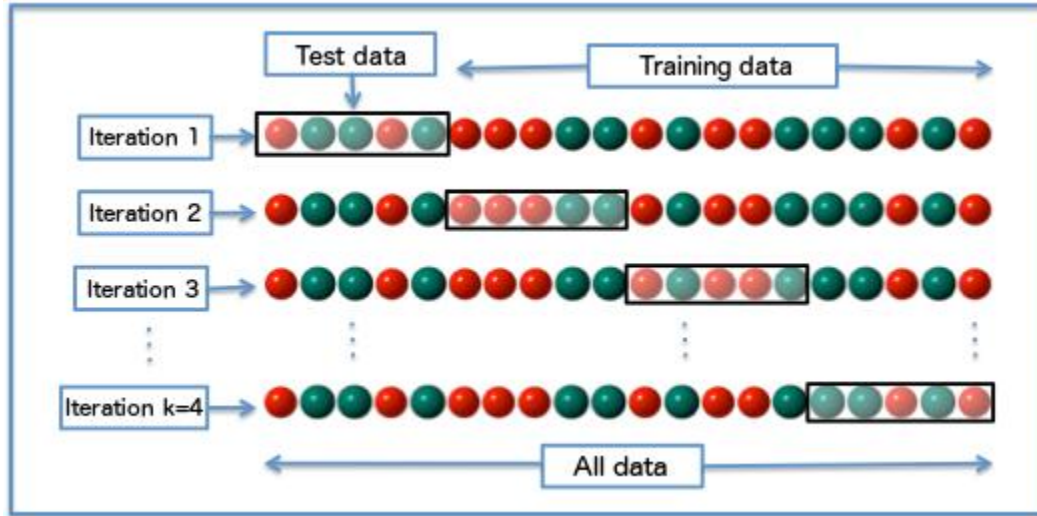 Test data
Training data
Iteration 1
Iteration 2
Iteration 3
Iteration k=4
All data